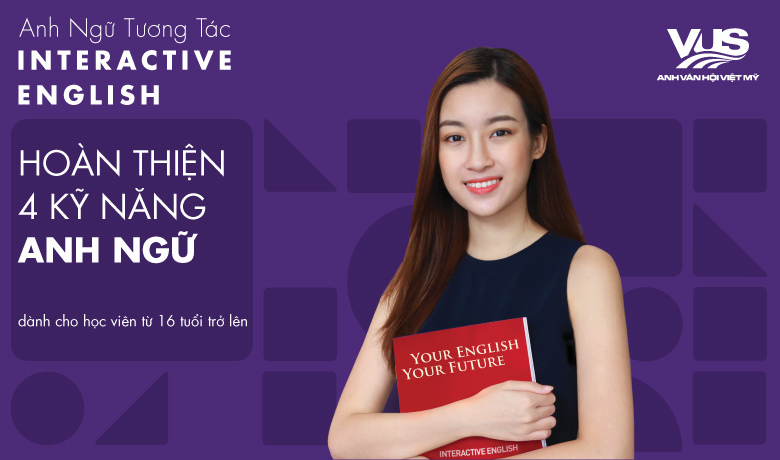 Anh Ngữ Tương Tác
INTERACTIVE
ENGLISH
VUS
ANH VĂN HỘI VIỆT MỸ
HOÀN THIỆN
4 KỸ NĂNG
ANH NGỮ
dành cho học viên từ 16 tuổi trở lên
YOUR ENGLISH
YOUR FUTURE
INTERACTIVE ENGLISH